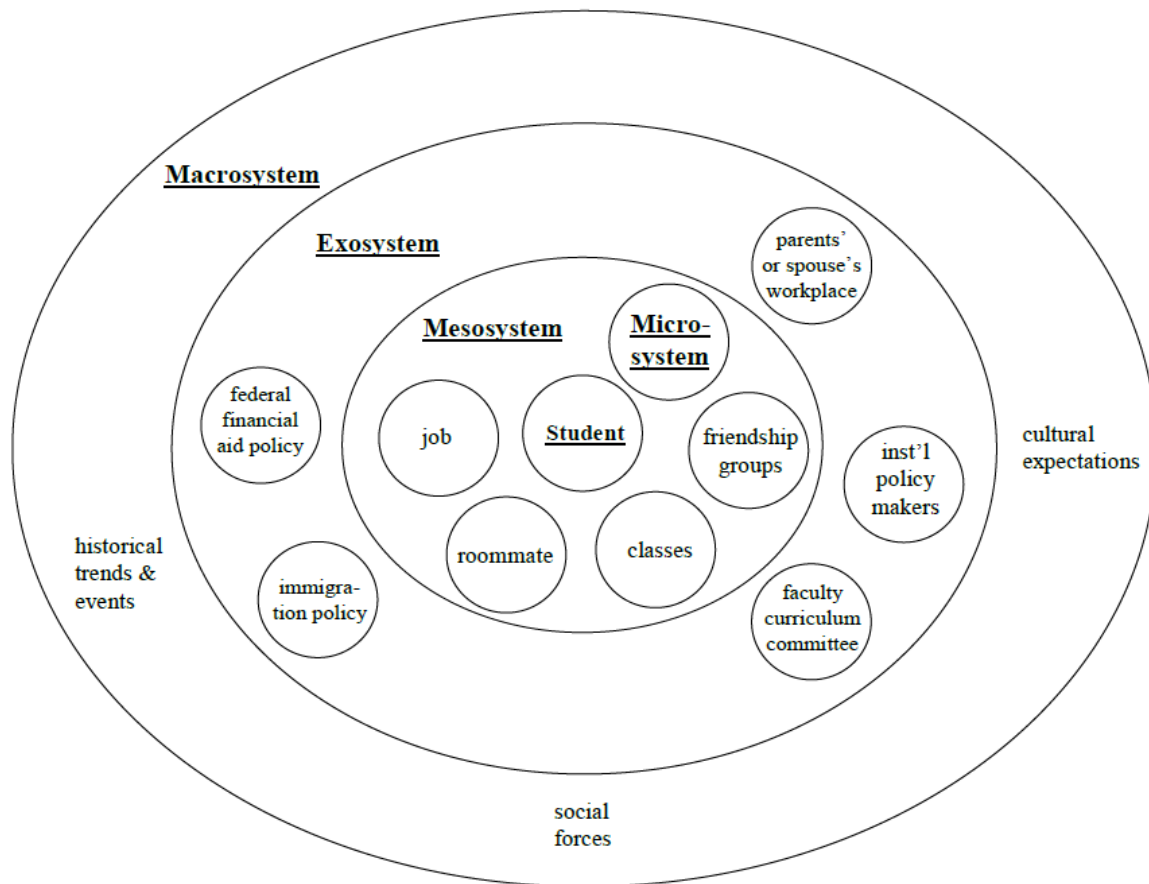 Macrosystem
Exosystem
parents’
or spouse’s
workplace
Mesosystem
Micro-
system
federal
financial
aid policy
job
Student
friendship
groups
inst’l
policy
makers
cultural
expectations
historical
trends &
events
immigra-
tion policy
roommate
classes
faculty
curriculum
committee
social
forces